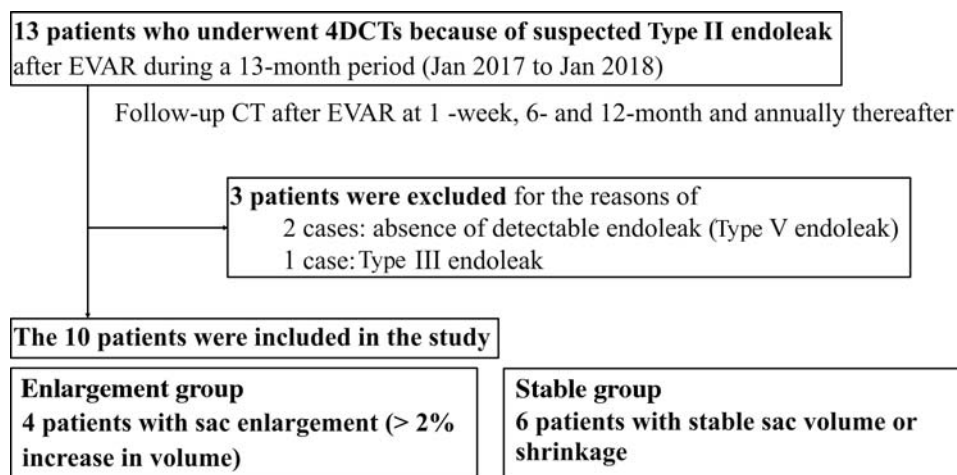 13 patients who underwent 4DCTs because of suspected Type II endoleak
after EVAR during a 13-month period (Jan 2017 to Jan 2018)
Follow-up CT after EVAR at 1 -week, 6- and 12-month and annually thereafter
3 patients were excluded for the reasons of
2 cases: absence of detectable endoleak (Type V endoleak)
1 case: Type III endoleak
The 10 patients were included in the study
Enlargement group
4 patients with sac enlargement (> 2%
increase in volume)
Stable group
6 patients with stable sac volume or
shrinkage